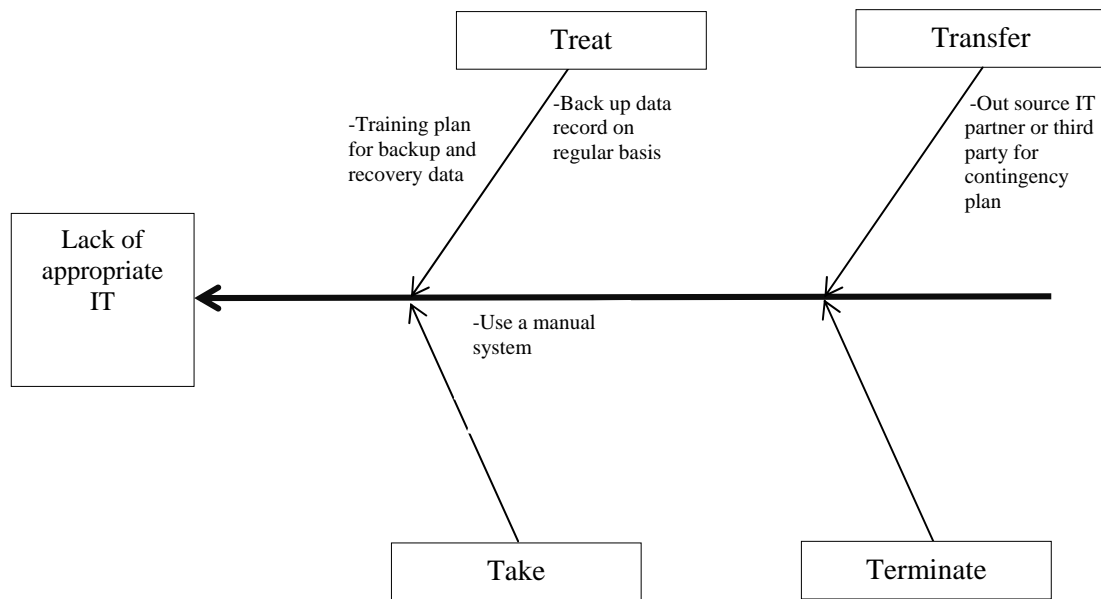 Treat
Transfer
-Training plan
for backup and
recovery data
-Back up data
record on
regular basis
-Out source IT
partner or third
party for
contingency
plan
Lack of
appropriate
IT
-Use a manual
system
Take
Terminate